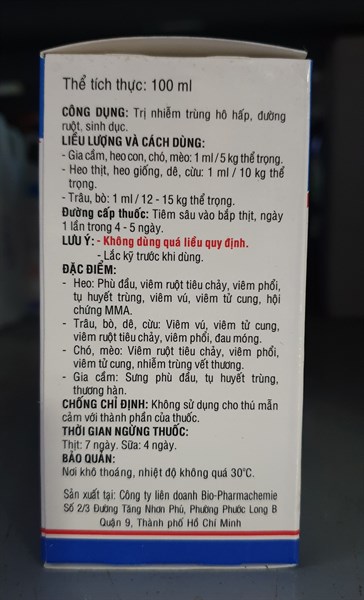 Thể tích thực: 100 ml
CÔNG DỤNG: Trị nhiễm trùng hô hấp, đường
ruột, sinh dục.
LIỀU LƯỢNG VÀ CÁCH DÙNG:
- Gia cầm, heo con, chó, mèo: 1 ml / 5 kg thể trọng.
- Heo thịt, heo giống, dê, cừu: 1 ml / 10 kg thể
trọng.
- Trâu, bò: 1 ml / 12 - 15 kg thể trọng.
Đường cấp thuốc: Tiêm sâu vào bắp thịt, ngày
1 lần trong 4 - 5 ngày.
LƯU Ý: - Không dùng quá liều quy định.
- Lắc kỹ trước khi dùng.
ĐẶC ĐIỂM:
- Heo: Phù đầu, viêm ruột tiêu chảy, viêm phổi,
tụ huyết trùng, viêm vú, viêm tử cung, hội
chứng MMA.
- Trâu, bò, dê, cừu: Viêm vú, viêm tử cung,
viêm ruột tiêu chảy, viêm phổi, đau móng.
- Chó, mèo: Viêm ruột tiêu chảy, viêm phổi,
viêm tử cung, nhiễm trùng vết thương.
- Gia cầm: Sưng phù đầu, tụ huyết trùng,
thương hàn.
CHỐNG CHỈ ĐỊNH: Không sử dụng cho thú mẫn
cảm với thành phần của thuốc.
THỜI GIAN NGỪNG THUỐC:
Thịt: 7 ngày. Sữa: 4 ngày.
BẢO QUẢN:
Nơi khô thoáng, nhiệt độ không quá 30°C.
Sản xuất tại: Công ty liên doanh Bio-Pharmachemie
Số 2/3 Đường Tăng Nhơn Phú, Phường Phước Long B
Quận 9, Thành phố Hồ Chí Minh